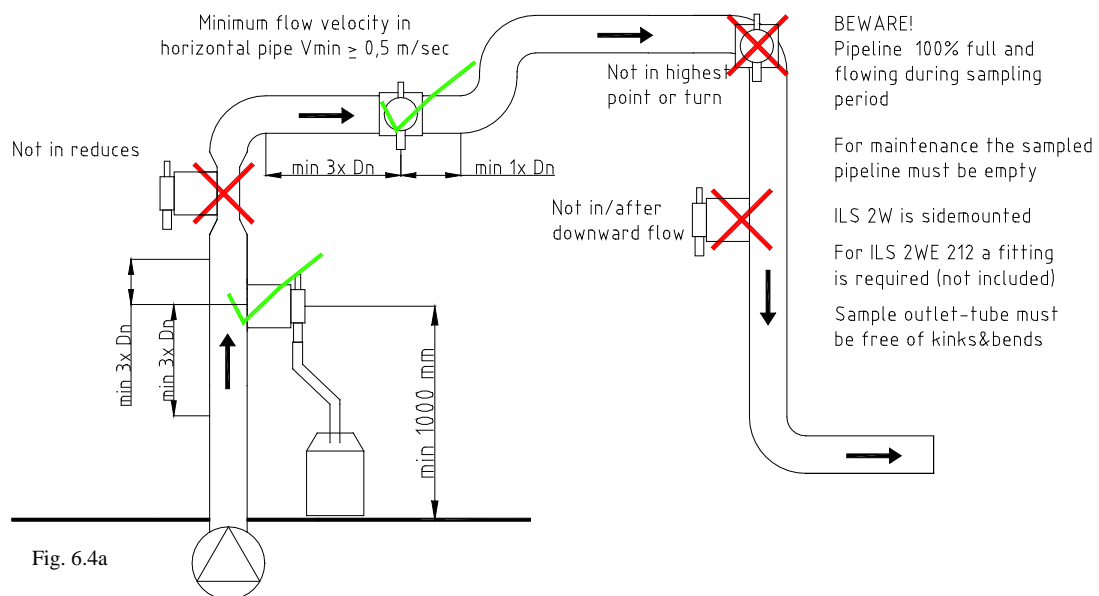 Minimum flow velocity in
horizontal pipe Vmin ≥ 0,5 m/sec
BEWARE!
Pipeline 100% full and
flowing during sampling
period
Not in highest
point or turn
For maintenance the sampled
pipeline must be empty
Not in reduces
min 3x Dn
min 1x Dn
Not in/after
downward flow
ILS 2W is sidemounted
For ILS 2WE 212 a fitting
is required (not included)
Sample outlet-tube must
be free of kinks&bends
min 3x Dn
min 3x Dn
min 1000 mm
Fig. 6.4a